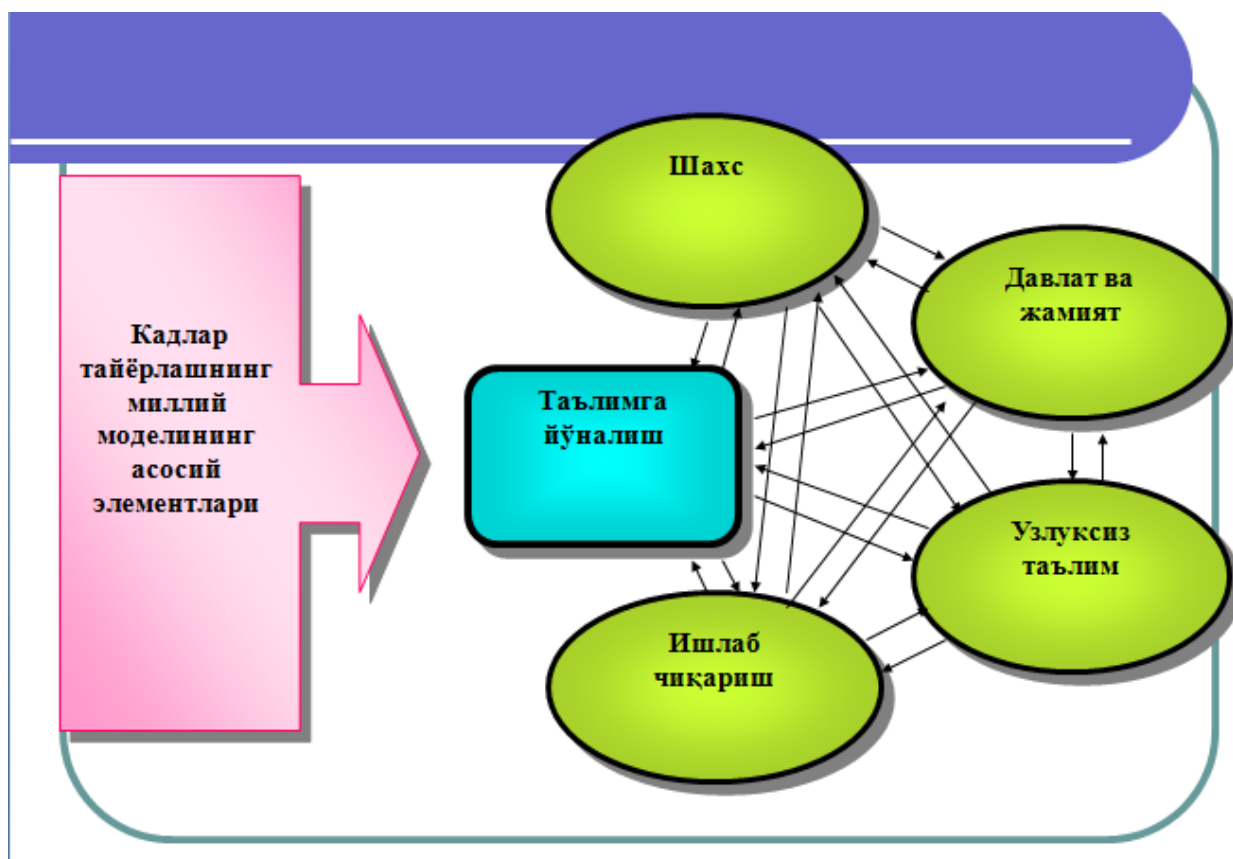 Кадлар
тайёрлашнинг
миллий
моделининг
асосий
элементлари
Шахс
Давлат ва
жамият
Таълимга
йўналиш
Узлуксиз
таълим
Ишлаб
чиқариш